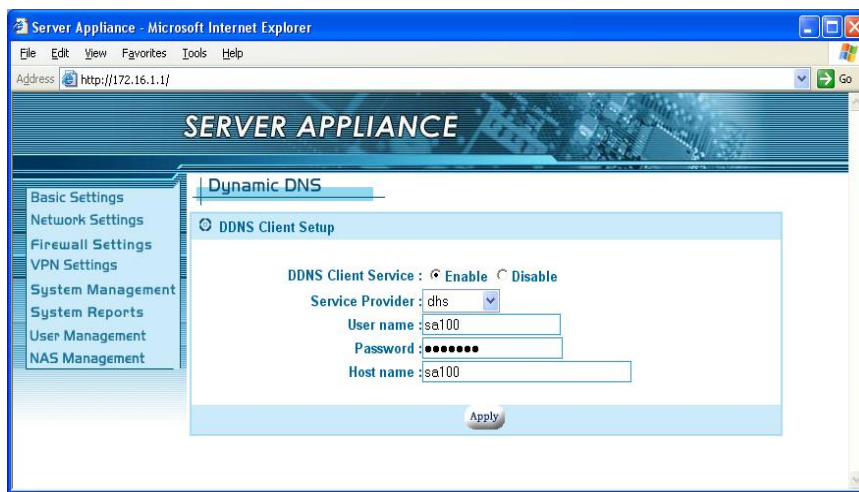 Server Appliance - Microsoft Internet Explorer
File Edit View Favorites Tools Help
Address http://172.16.1.1/ Go
SERVER APPLIANCE
Basic Settings
Network Settings
Firewall Settings
VPN Settings
System Management
System Reports
User Management
NAS Management
Dynamic DNS
DDNS Client Setup
DDNS Client Service : Enable Disable
Service Provider : dhs
User name : sa100
Password : ●●●●●●●
Host name : sa100
Apply